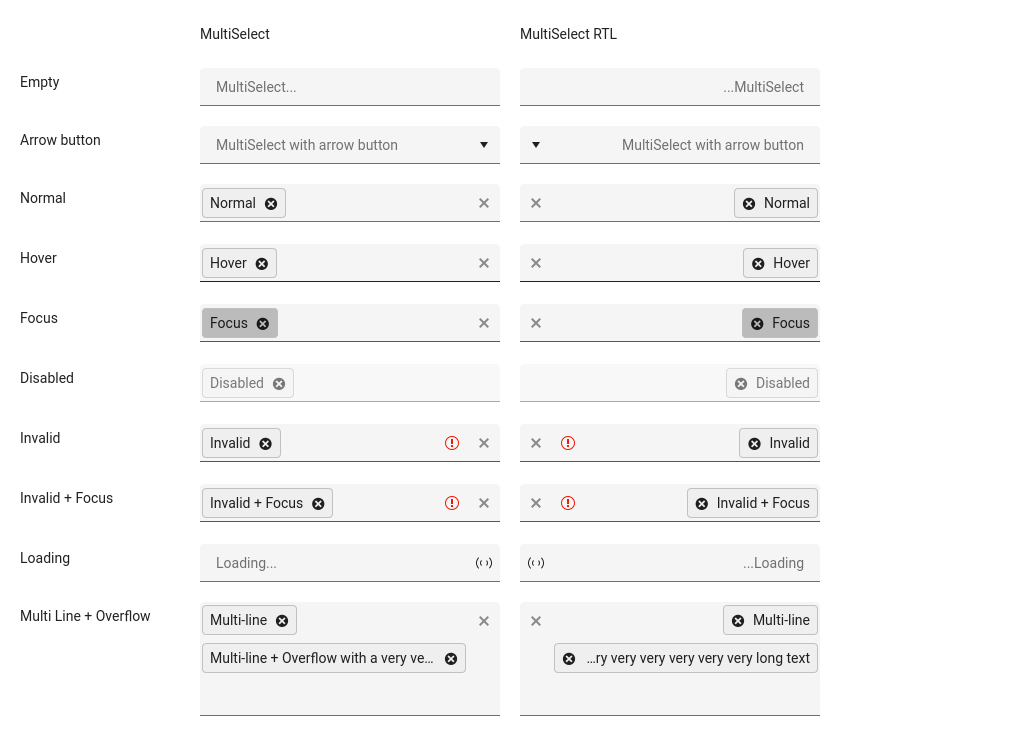 MultiSelect MultiSelect RTL
Empty MultiSelect... ...MultiSelect
Arrow button MultiSelect with arrow button MultiSelect with arrow button
Normal Normal Normal
Hover Hover Hover
Focus Focus Focus
Disabled Disabled Disabled
Invalid Invalid Invalid
Invalid + Focus Invalid + Focus Invalid + Focus
Loading Loading... ...Loading
Multi Line + Overflow Multi-line Multi-line
Multi-line + Overflow with a very ve... ...ry very very very very very long text